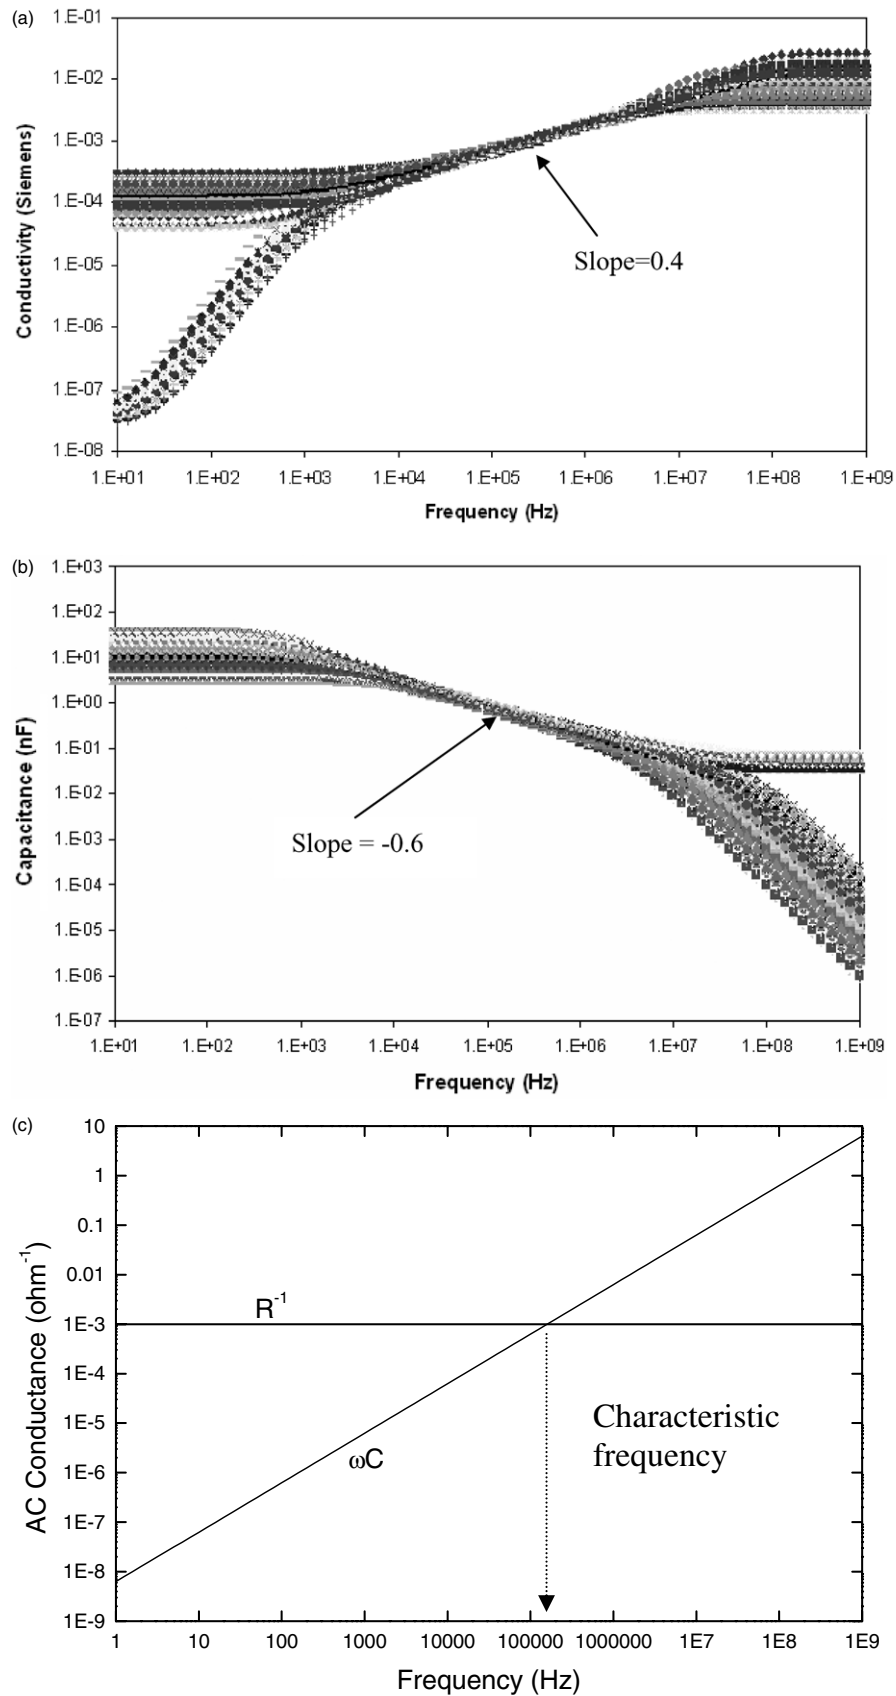 (a)
1.E-01
1.E-02
1.E-03
1.E-04
1.E-05
1.E-06
1.E-07
1.E-08
Conductivity (Siemens)
Slope=0.4
1.E+01 1.E+02 1.E+03 1.E+04 1.E+05 1.E+06 1.E+07 1.E+08 1.E+09
Frequency (Hz)
(b)
1.E+03
1.E+02
1.E+01
1.E+00
1.E-01
1.E-02
1.E-03
1.E-04
1.E-05
1.E-06
1.E-07
Capacitance (nF)
Slope = -0.6
1.E+01 1.E+02 1.E+03 1.E+04 1.E+05 1.E+06 1.E+07 1.E+08 1.E+09
Frequency (Hz)
(c)
10
1
0.1
0.01
1E-3
1E-4
1E-5
1E-6
1E-7
1E-8
1E-9
AC Conductance (ohm⁻¹)
R⁻¹
Characteristic
frequency
ωC
1 10 100 1000 10000 100000 1000000 1E7 1E8 1E9
Frequency (Hz)